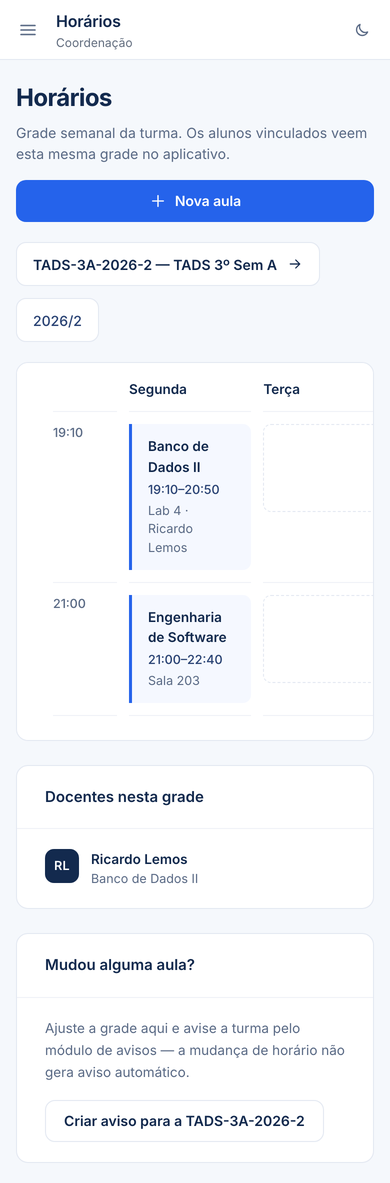 Horários
Coordenação
Horários
Grade semanal da turma. Os alunos vinculados veem
esta mesma grade no aplicativo.
Nova aula
TADS-3A-2026-2 — TADS 3º Sem A
2026/2
Segunda
Terça
19:10
Banco de
Dados II
19:10–20:50
Lab 4 ·
Ricardo
Lemos
21:00
Engenharia
de Software
21:00–22:40
Sala 203
Docentes nesta grade
RL
Ricardo Lemos
Banco de Dados II
Mudou alguma aula?
Ajuste a grade aqui e avise a turma pelo
módulo de avisos — a mudança de horário não
gera aviso automático.
Criar aviso para a TADS-3A-2026-2